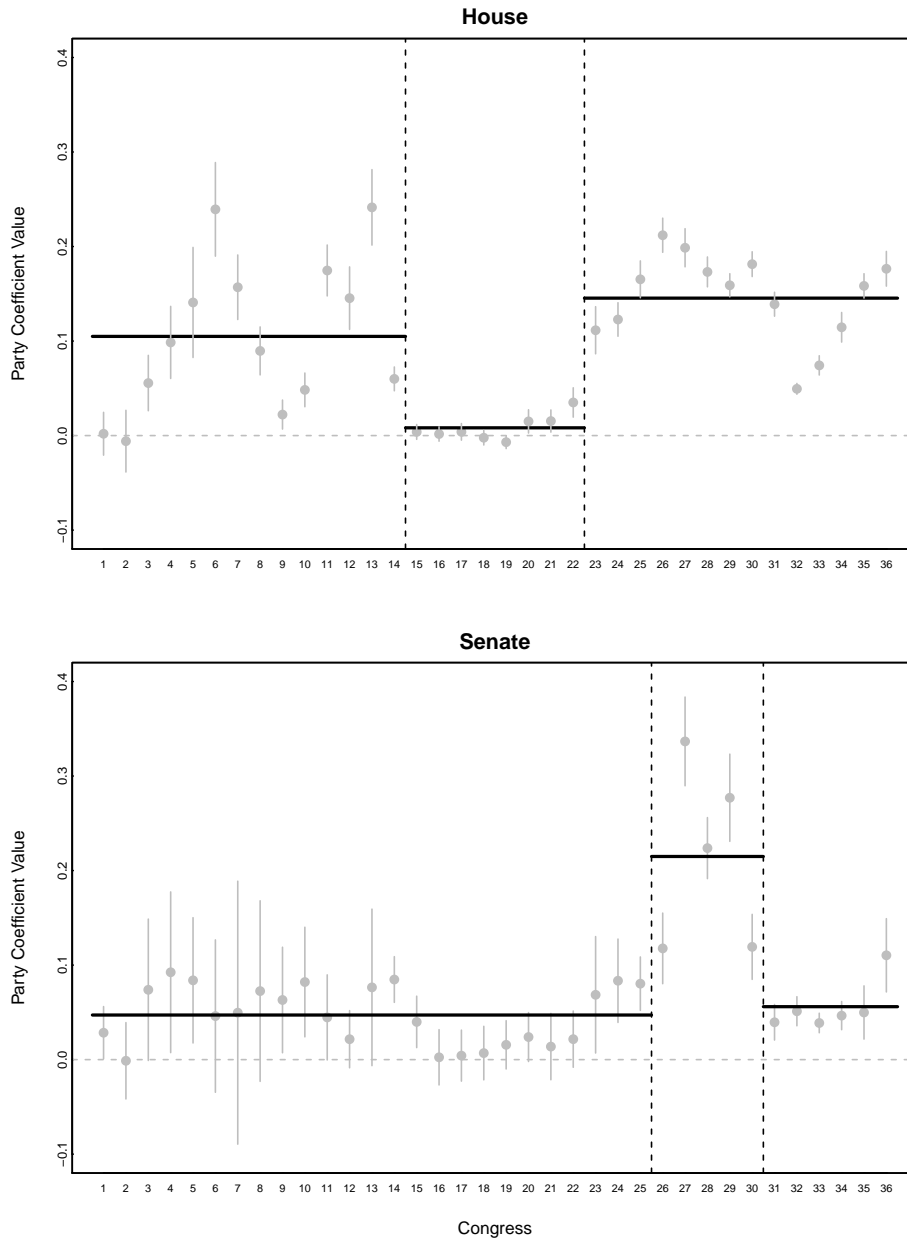 House
Party Coefficient Value
0.4
0.3
0.2
0.1
0.0
−0.1
1 2 3 4 5 6 7 8 9 10 11 12 13 14 15 16 17 18 19 20 21 22 23 24 25 26 27 28 29 30 31 32 33 34 35 36
Senate
Party Coefficient Value
0.4
0.3
0.2
0.1
0.0
−0.1
1 2 3 4 5 6 7 8 9 10 11 12 13 14 15 16 17 18 19 20 21 22 23 24 25 26 27 28 29 30 31 32 33 34 35 36
Congress